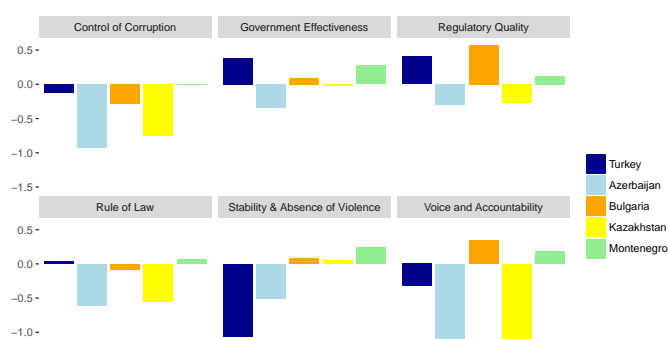 Control of Corruption Government Effectiveness Regulatory Quality
0.5
0.0
−0.5
−1.0
−1.5
Rule of Law Stability & Absence of Violence Voice and Accountability
0.5
0.0
−0.5
−1.0
Turkey
Azerbaijan
Bulgaria
Kazakhstan
Montenegro